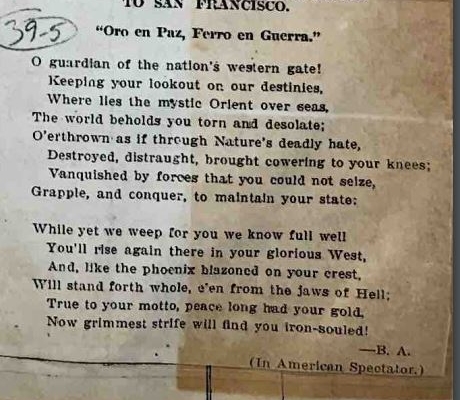 TO SAN FRANCISCO.
39-5
"Oro en Paz, Ferro en Guerra."
O guardian of the nation's western gate!
Keeping your lookout on our destinies,
Where lies the mystic Orient over seas,
The world beholds you torn and desolate;
O'erthrown as if through Nature's deadly hate,
Destroyed, distraught, brought cowering to your knees;
Vanquished by forces that you could not seize,
Grapple, and conquer, to maintain your state;
While yet we weep for you we know full well
You'll rise again there in your glorious West,
And, like the phoenix blazoned on your crest,
Will stand forth whole, e'en from the jaws of Hell;
True to your motto, peace long had your gold,
Now grimmest strife will find you iron-souled!
—B. A.
(In American Spectator.)